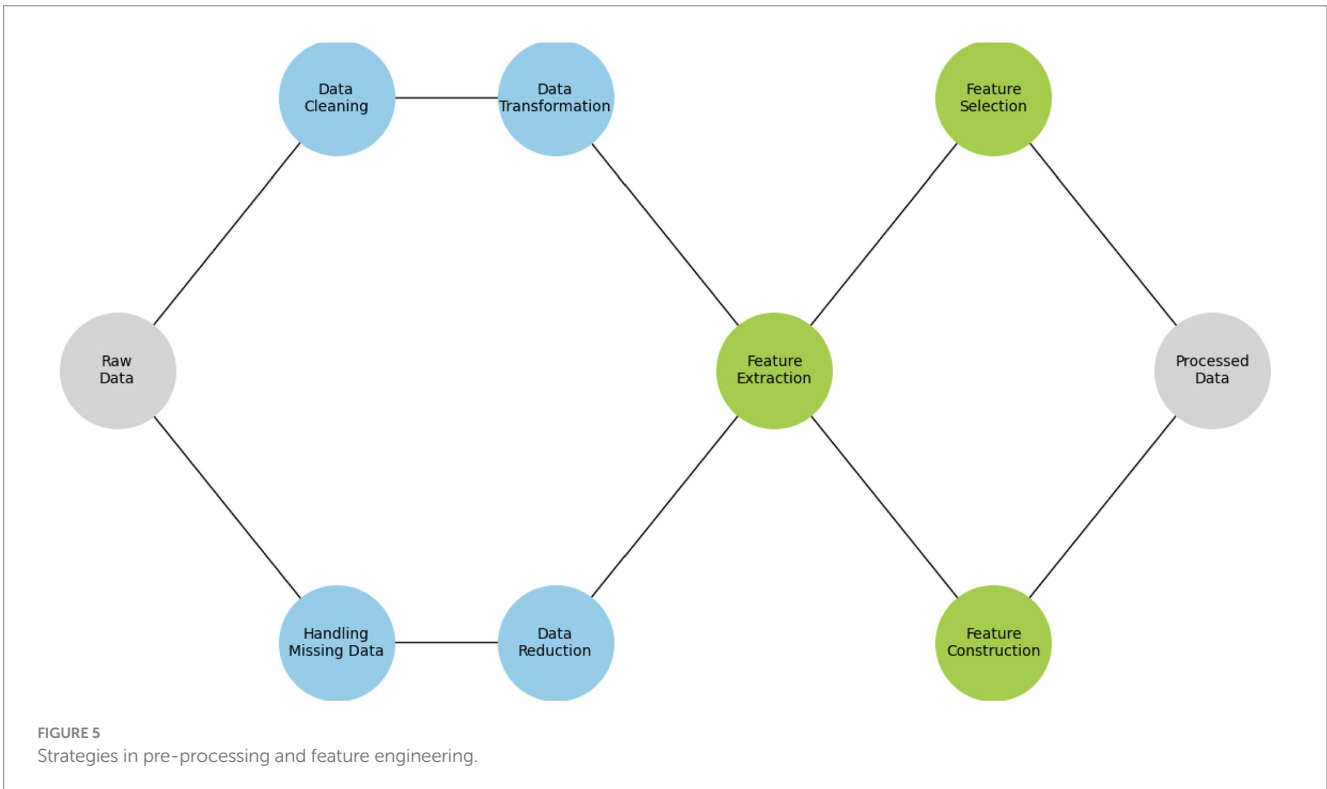 Data
Cleaning
Data
Transformation
Feature
Selection
Raw
Data
Feature
Extraction
Processed
Data
Handling
Missing Data
Data
Reduction
Feature
Construction
FIGURE 5
Strategies in pre-processing and feature engineering.